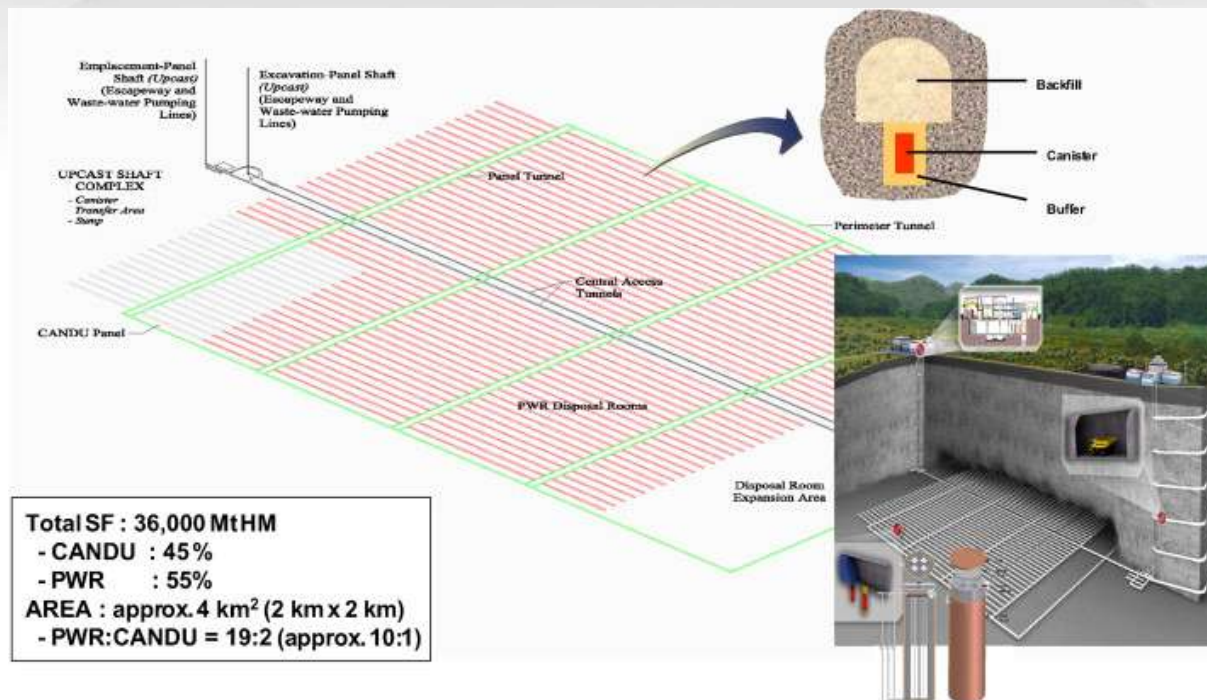 Emplacement-Panel
Shaft (Upcast)
(Escapeway and
Waste-water Pumping
Lines)
Excavation-Panel Shaft
(Upcast)
(Escapeway and
Waste-water Pumping
Lines)
UPCAST SHAFT
COMPLEX
- Canister
Transfer Area
- Sump
Panel Tunnel
Backfill
Canister
Buffer
Perimeter Tunnel
Central Access
Tunnels
CANDU Panel
PWR Disposal Rooms
Disposal Room
Expansion Area
Total SF : 36,000 MtHM
- CANDU : 45%
- PWR : 55%
AREA : approx. 4 km² (2 km x 2 km)
- PWR:CANDU = 19:2 (approx. 10:1)